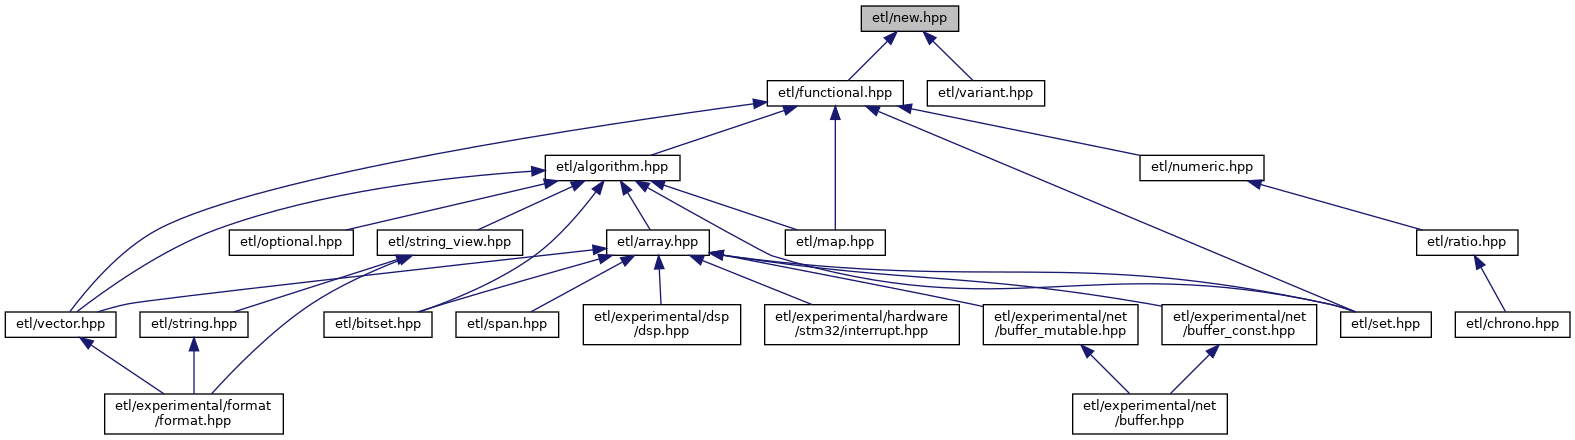 etl/new.hpp
etl/functional.hpp
etl/variant.hpp
etl/algorithm.hpp
etl/numeric.hpp
etl/optional.hpp
etl/string_view.hpp
etl/array.hpp
etl/map.hpp
etl/ratio.hpp
etl/vector.hpp
etl/string.hpp
etl/bitset.hpp
etl/span.hpp
etl/experimental/dsp
/dsp.hpp
etl/experimental/hardware
/stm32/interrupt.hpp
etl/experimental/net
/buffer_mutable.hpp
etl/experimental/net
/buffer_const.hpp
etl/set.hpp
etl/chrono.hpp
etl/experimental/format
/format.hpp
etl/experimental/net
/buffer.hpp